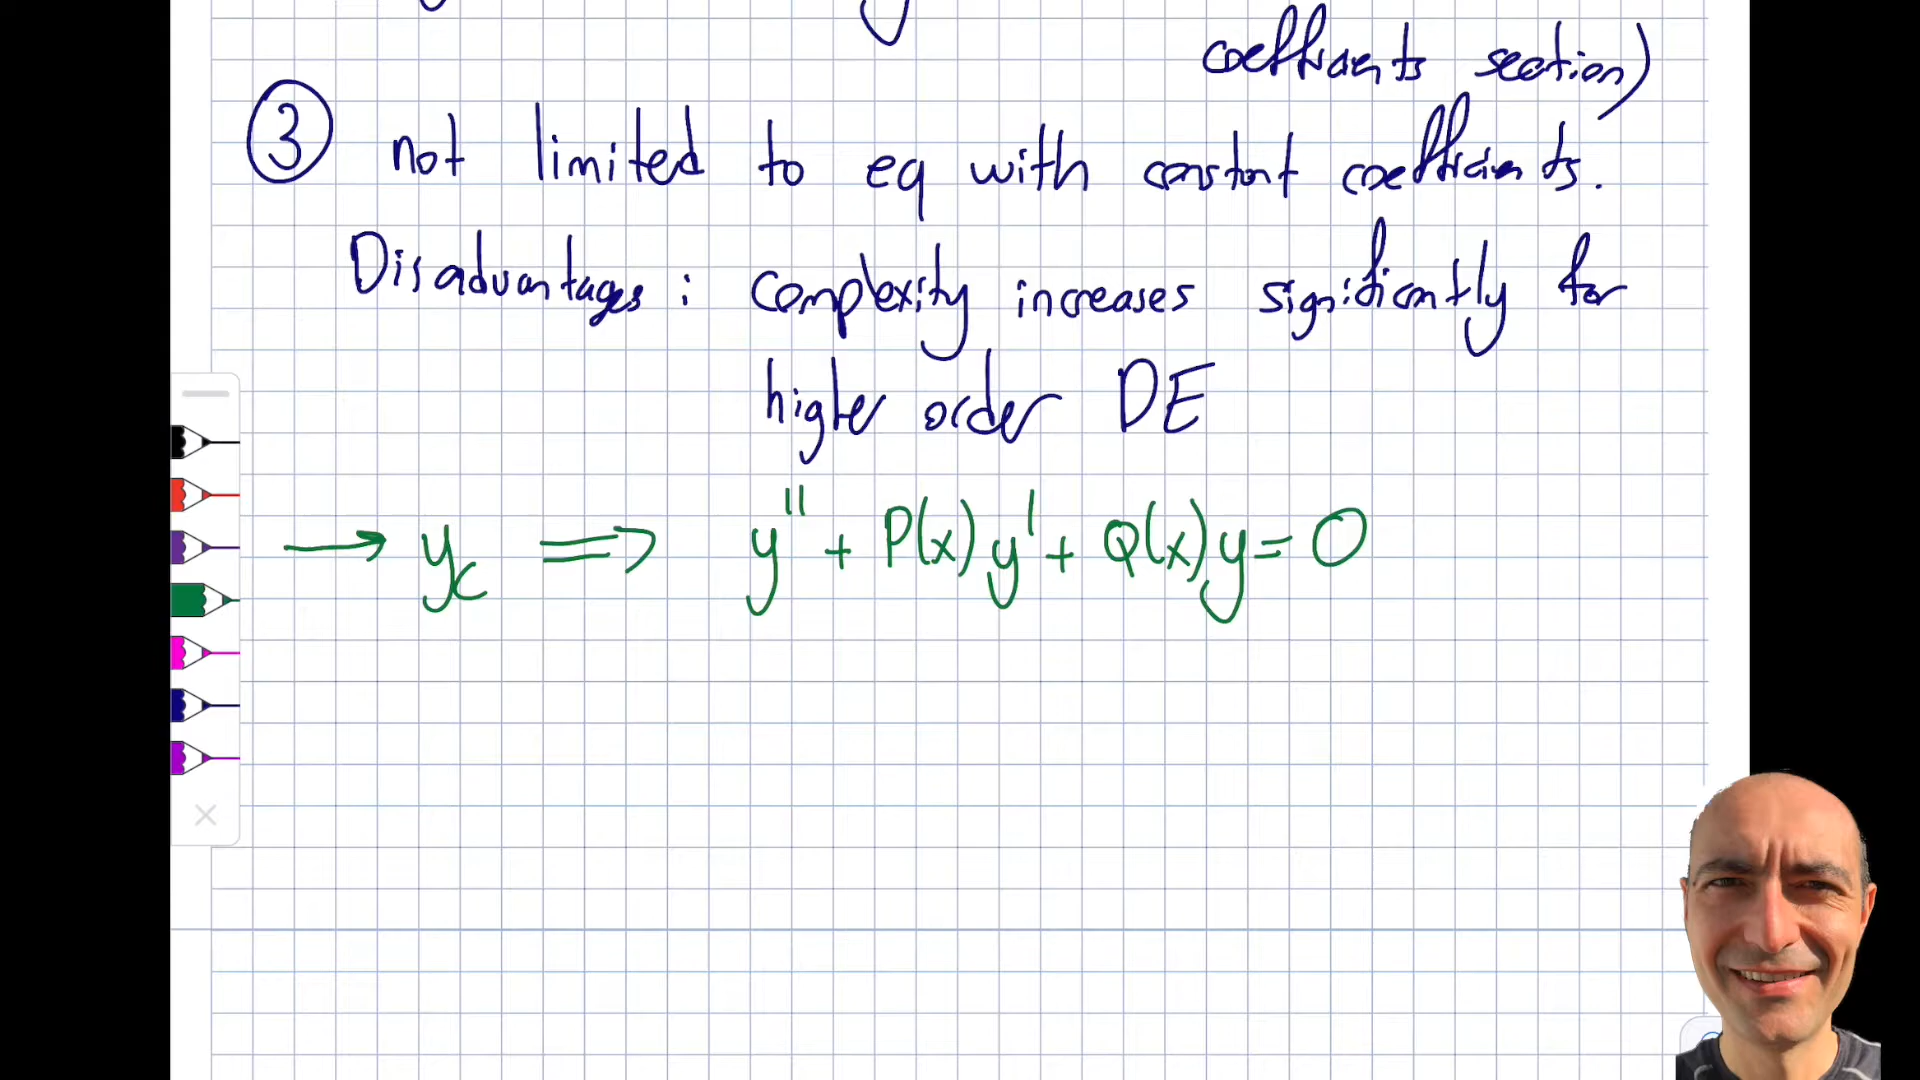 coefficients section)
③ not limited to eq with constant coefficients.
Disadvantages : complexity increases significantly for
higher order DE
→ yc ⟹ y'' + P(x)y' + Q(x)y = 0